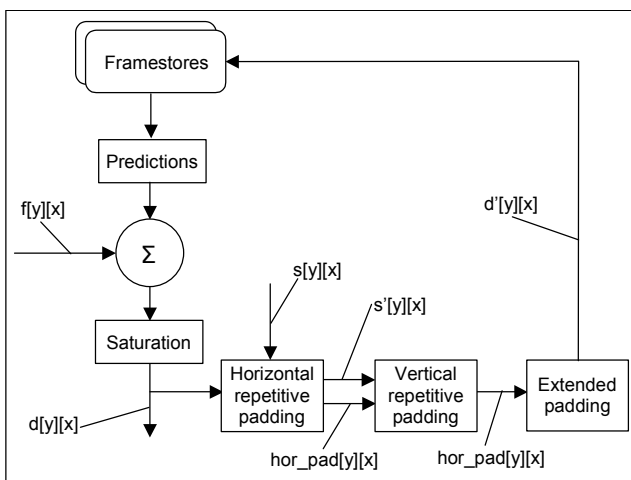 Framestores
Predictions
f[y][x]
d'[y][x]
Σ
s[y][x]
s'[y][x]
Saturation
Horizontal
repetitive
padding
Vertical
repetitive
padding
Extended
padding
d[y][x]
hor_pad[y][x]
hor_pad[y][x]